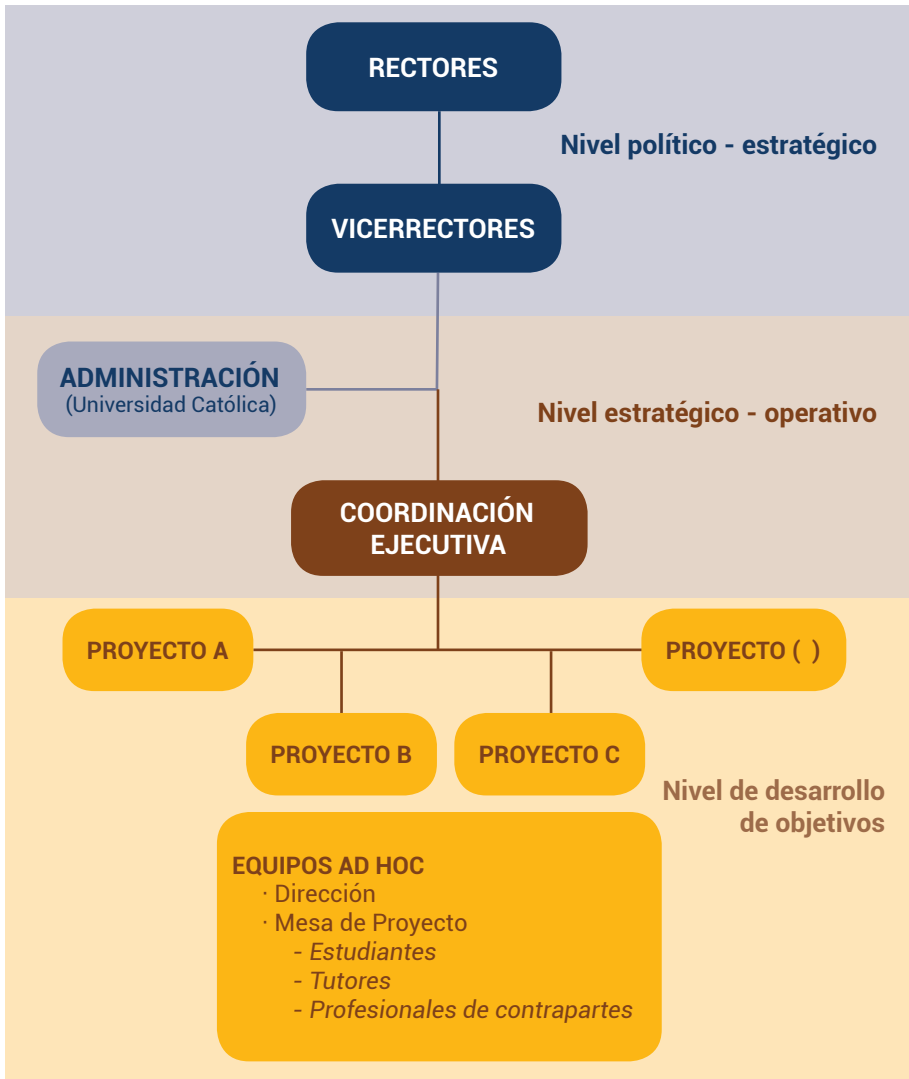 RECTORES
Nivel político - estratégico
VICERRECTORES
ADMINISTRACIÓN
(Universidad Católica)
Nivel estratégico - operativo
COORDINACIÓN
EJECUTIVA
PROYECTO A
PROYECTO ( )
PROYECTO B
PROYECTO C
Nivel de desarrollo
de objetivos
EQUIPOS AD HOC
· Dirección
· Mesa de Proyecto
- Estudiantes
- Tutores
- Profesionales de contrapartes